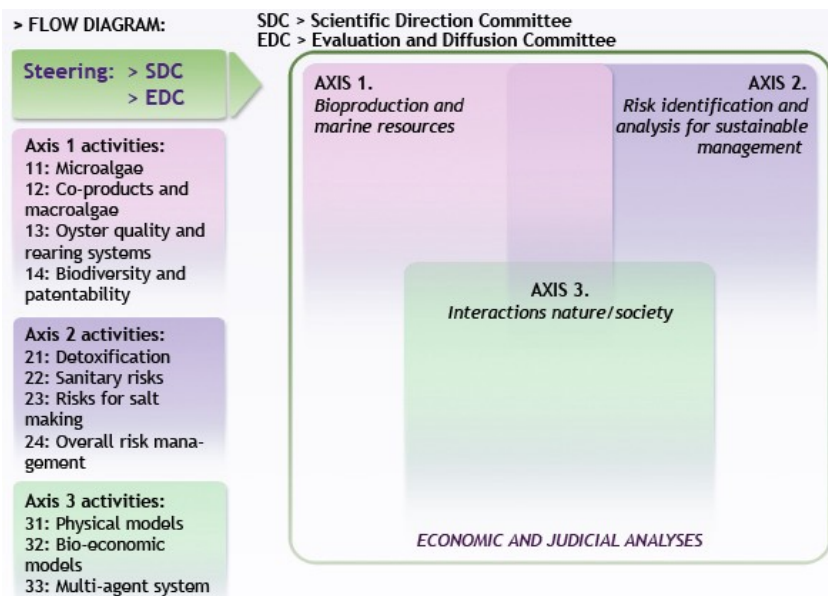 > FLOW DIAGRAM:
SDC > Scientific Direction Committee
EDC > Evaluation and Diffusion Committee
Steering: > SDC
> EDC
Axis 1 activities:
11: Microalgae
12: Co-products and
macroalgae
13: Oyster quality and
rearing systems
14: Biodiversity and
patentability
Axis 2 activities:
21: Detoxification
22: Sanitary risks
23: Risks for salt
making
24: Overall risk mana-
gement
Axis 3 activities:
31: Physical models
32: Bio-economic
models
33: Multi-agent system
AXIS 1.
Bioproduction and
marine resources
AXIS 2.
Risk identification and
analysis for sustainable
management
AXIS 3.
Interactions nature/society
ECONOMIC AND JUDICIAL ANALYSES